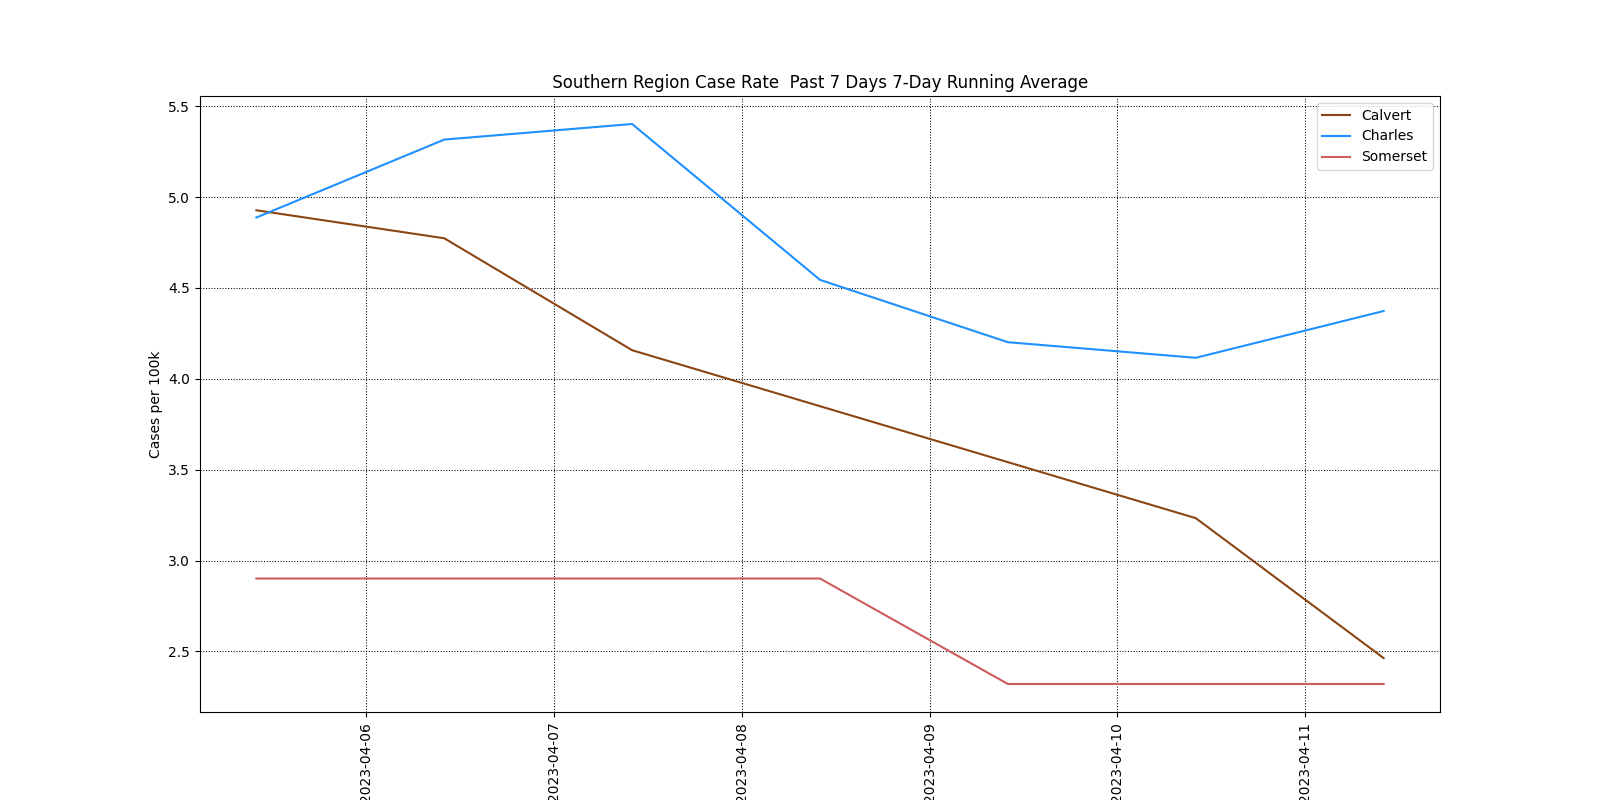 Southern Region Case Rate  Past 7 Days 7-Day Running Average
Calvert
Charles
Somerset
Cases per 100k
5.5
5.0
4.5
4.0
3.5
3.0
2.5
2023-04-06
2023-04-07
2023-04-08
2023-04-09
2023-04-10
2023-04-11